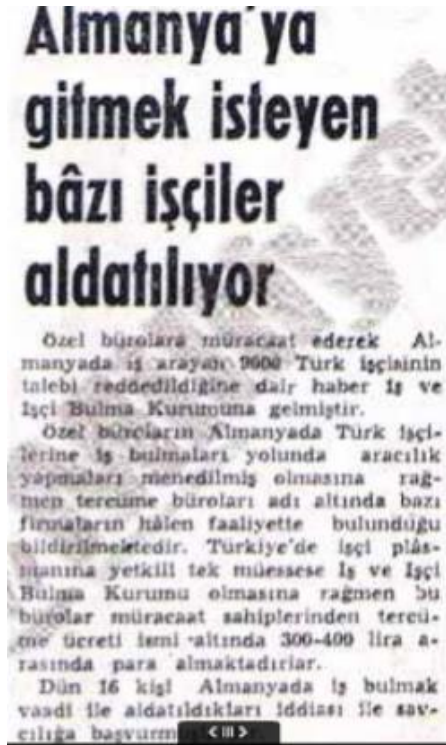 Almanya'ya
gitmek isteyen
bâzı işçiler
aldatılıyor
Özel bürolara müracaat ederek Al-
manyada iş arayan 9000 Türk işçisinin
talebi reddedildiğine dair haber İş ve
İşçi Bulma Kurumuna gelmiştir.
Özel büroların Almanyada Türk işçi-
lerine iş bulmaları yolunda aracılık
yapmaları menedilmiş olmasına rağ-
men tercüme büroları adı altında bazı
firmaların hâlen faaliyette bulunduğu
bildirilmektedir. Türkiye'de işçi plâs-
manına yetkili tek müessese İş ve İşçi
Bulma Kurumu olmasına rağmen bu
bürolar müracaat sahiplerinden tercü-
me ücreti ismi altında 300-400 lira a-
rasında para almaktadırlar.
Dün 16 kişi Almanyada iş bulmak
vaadi ile aldatıldıkları iddiası ile sav-
cılığa